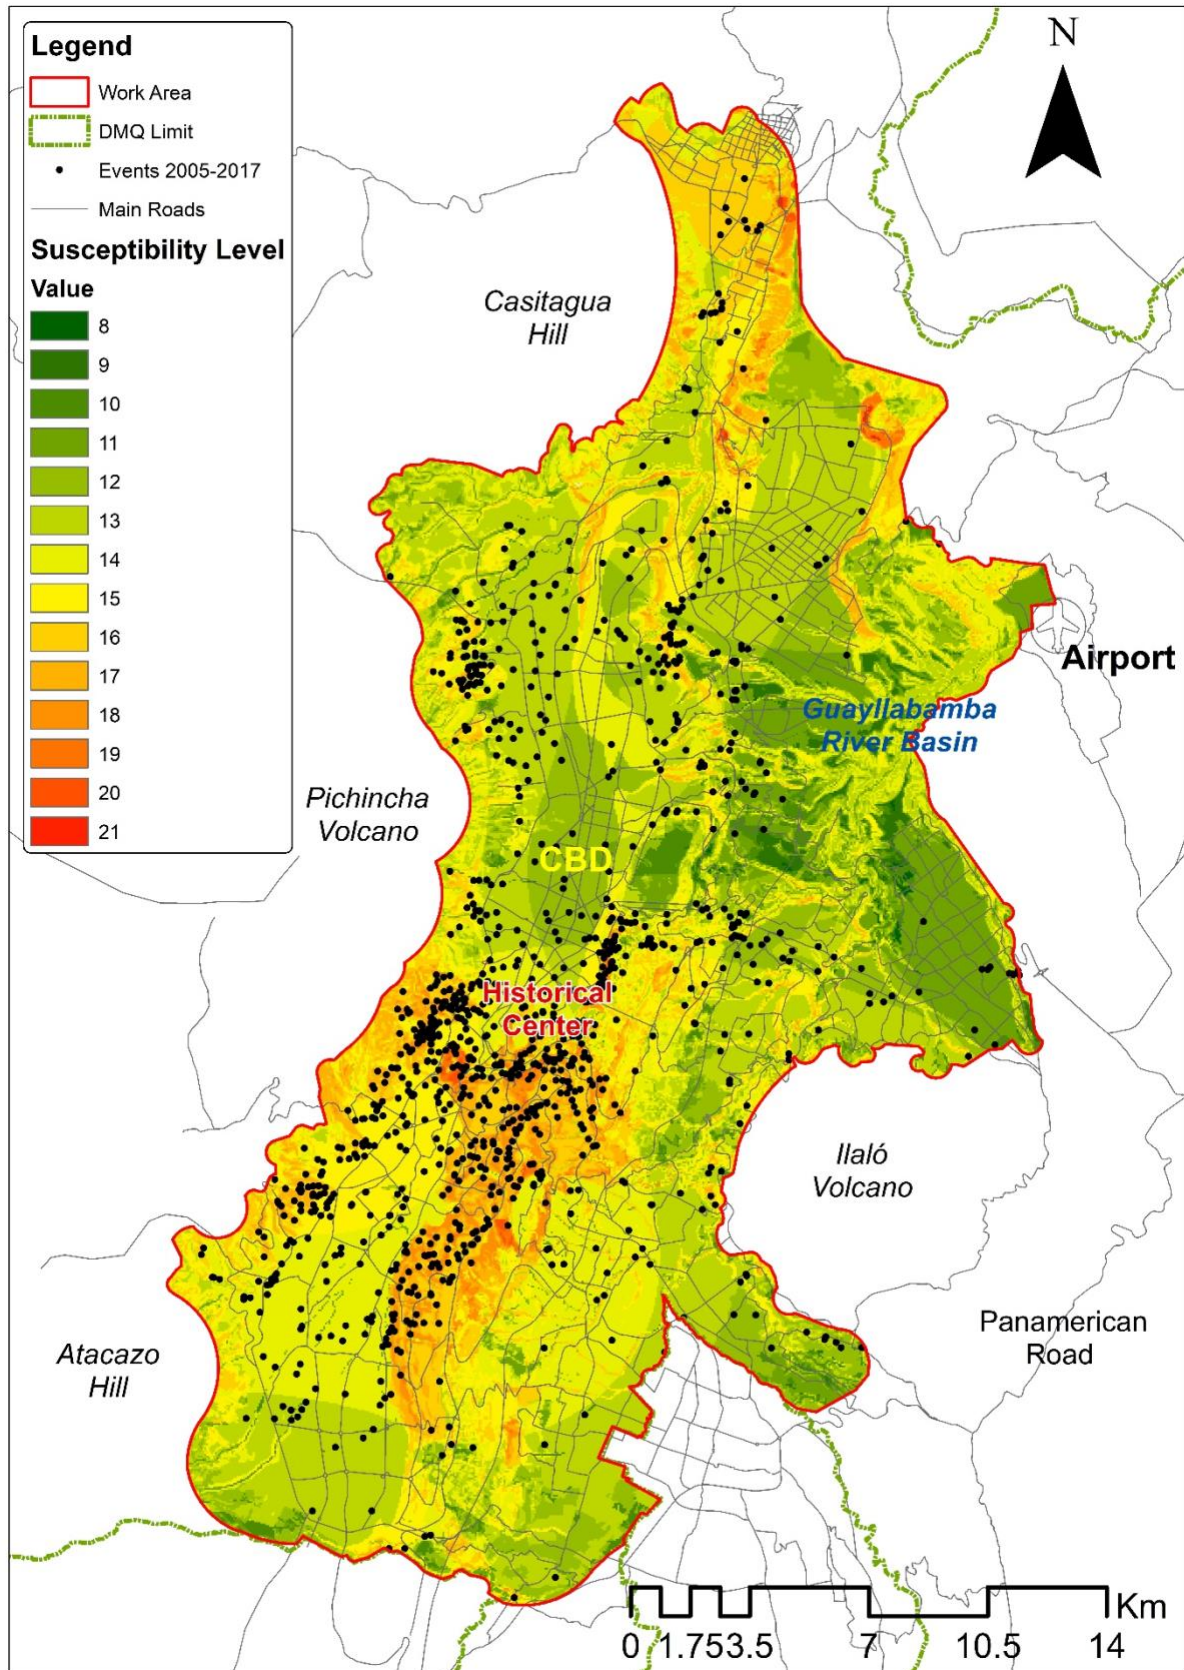 Legend
Work Area
DMQ Limit
Events 2005-2017
Main Roads
Susceptibility Level
Value
8
9
10
11
12
13
14
15
16
17
18
19
20
21
N
Casitagua
Hill
Airport
Guayllabamba
River Basin
Pichincha
Volcano
CBD
Historical
Center
Ilaló
Volcano
Panamerican
Road
Atacazo
Hill
Km
0 1.75 3.5 7 10.5 14